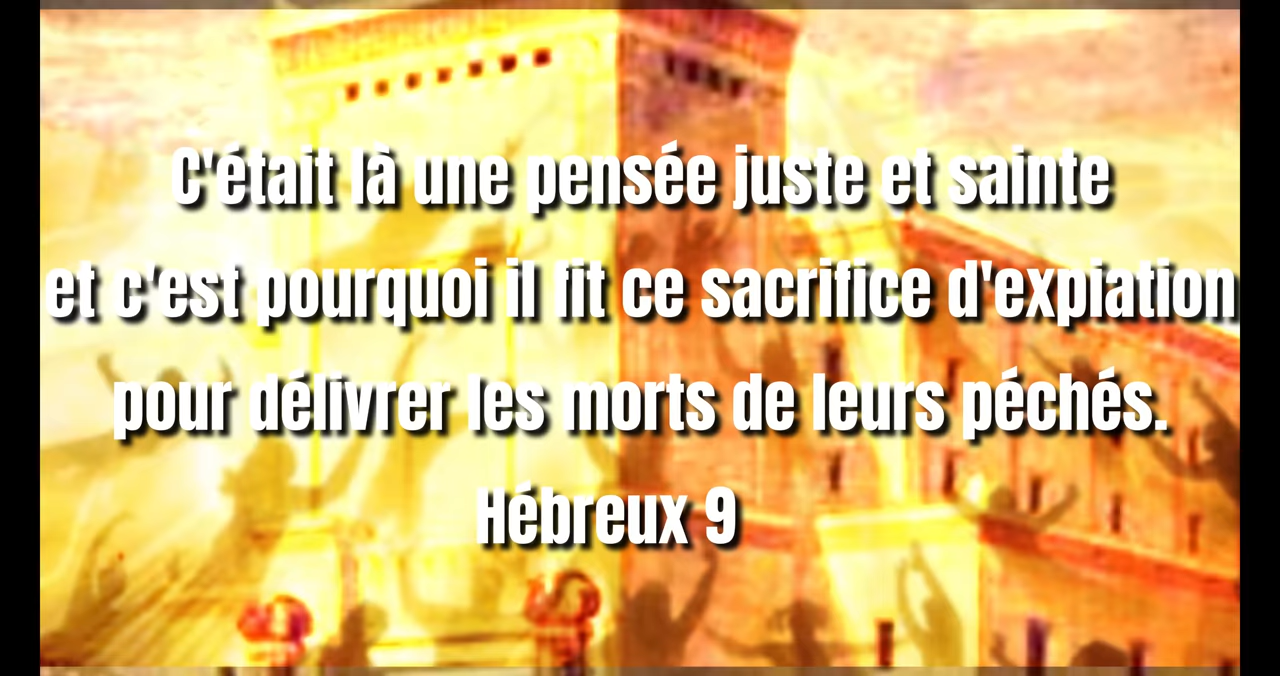 C'était là une pensée juste et sainte
et c'est pourquoi il fit ce sacrifice d'expiation
pour délivrer les morts de leurs péchés.
Hébreux 9